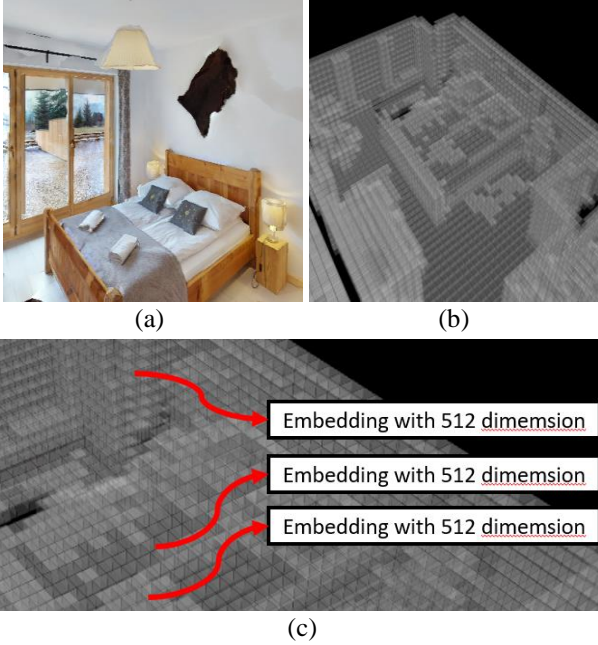 (a)
(b)
Embedding with 512 dimemsion
Embedding with 512 dimemsion
Embedding with 512 dimemsion
(c)